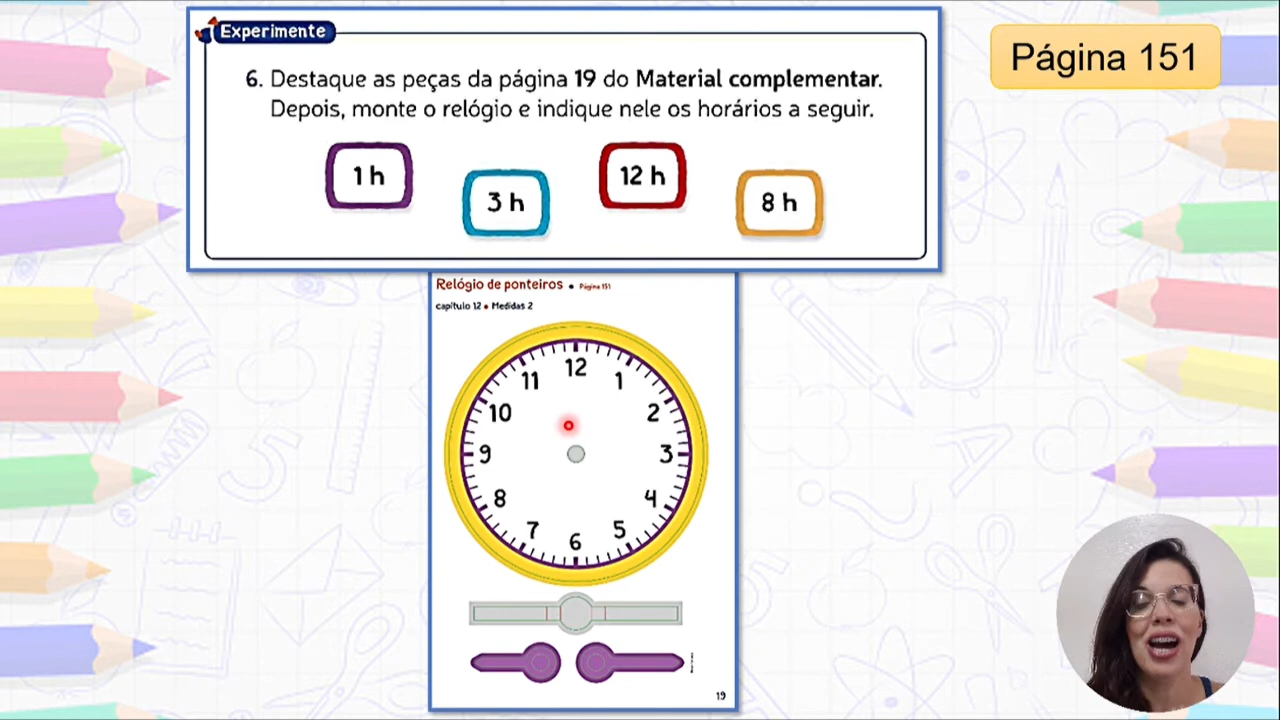 Experimente
Página 151
6. Destaque as peças da página 19 do Material complementar.
Depois, monte o relógio e indique nele os horários a seguir.
1 h
3 h
12 h
8 h
Relógio de ponteiros • Página 151
capítulo 12 • Medidas 2
12
11
1
10
2
9
3
8
4
7
5
6
19